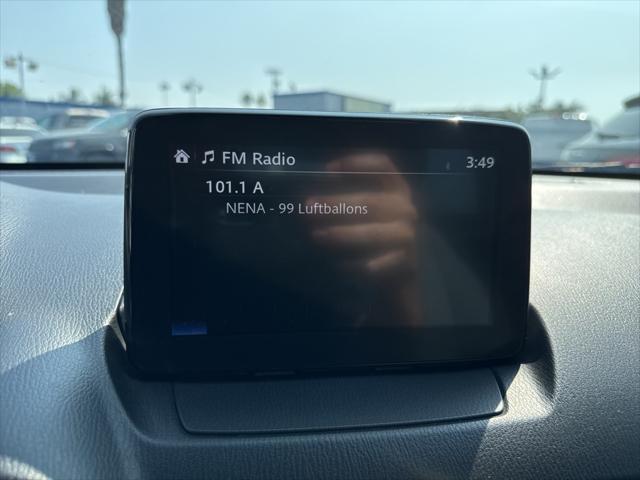 FM Radio 3:49
101.1 A
NENA - 99 Luftballons